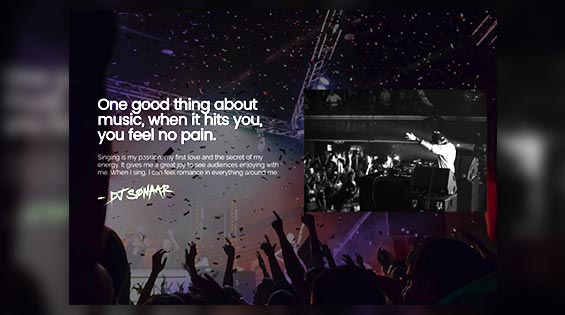 One good thing about
music, when it hits you,
you feel no pain.
Singing is my passion, my first love and the secret of my
energy. It gives me a great joy to see audiences enjoying with
me. When I sing, I can feel romance in everything around me.
- DJ SONAAR